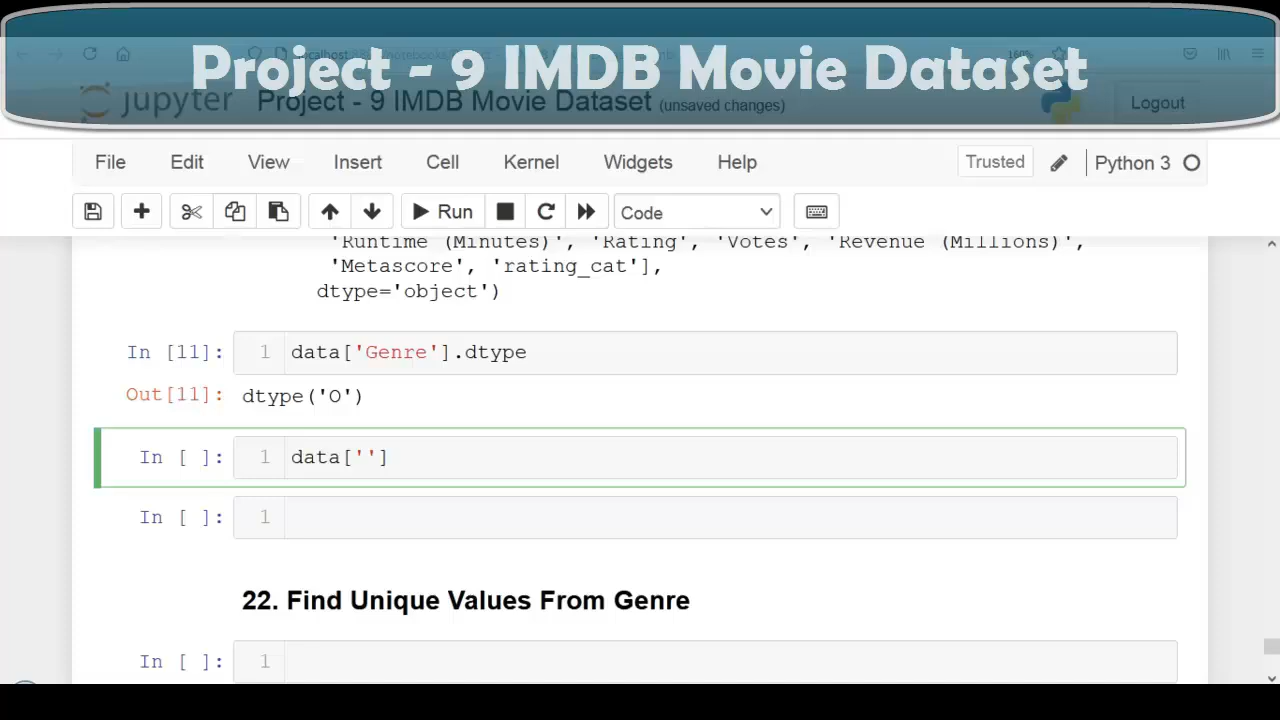 Project - 9 IMDB Movie Dataset
jupyter Project - 9 IMDB Movie Dataset (unsaved changes)
Logout
File Edit View Insert Cell Kernel Widgets Help Trusted Python 3
Run Code
'Runtime (Minutes)', 'Rating', 'Votes', 'Revenue (Millions)',
'Metascore', 'rating_cat'],
dtype='object')
In [11]: 1 data['Genre'].dtype
Out[11]: dtype('O')
In [ ]: 1 data['']
In [ ]: 1
22. Find Unique Values From Genre
In [ ]: 1